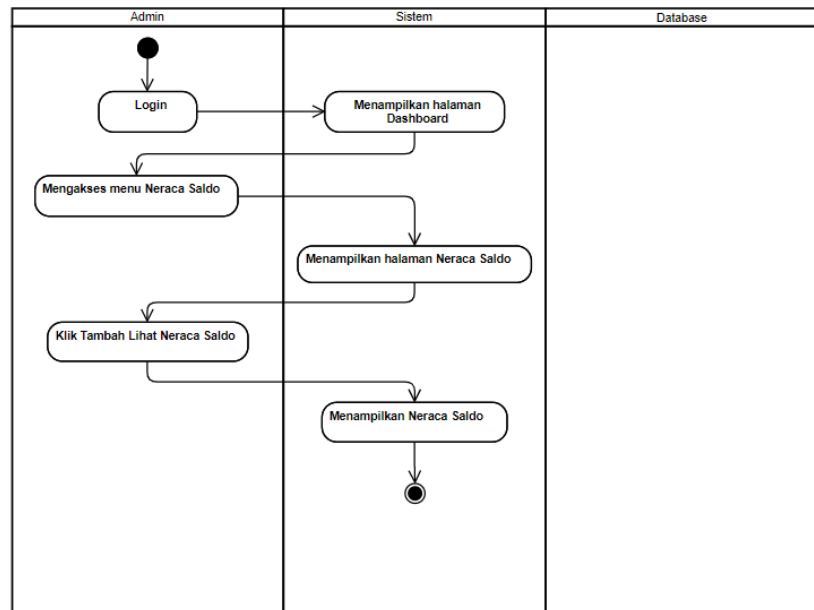 Admin
Sistem
Database
Login
Menampilkan halaman
Dashboard
Mengakses menu Neraca Saldo
Menampilkan halaman Neraca Saldo
Klik Tambah Lihat Neraca Saldo
Menampilkan Neraca Saldo